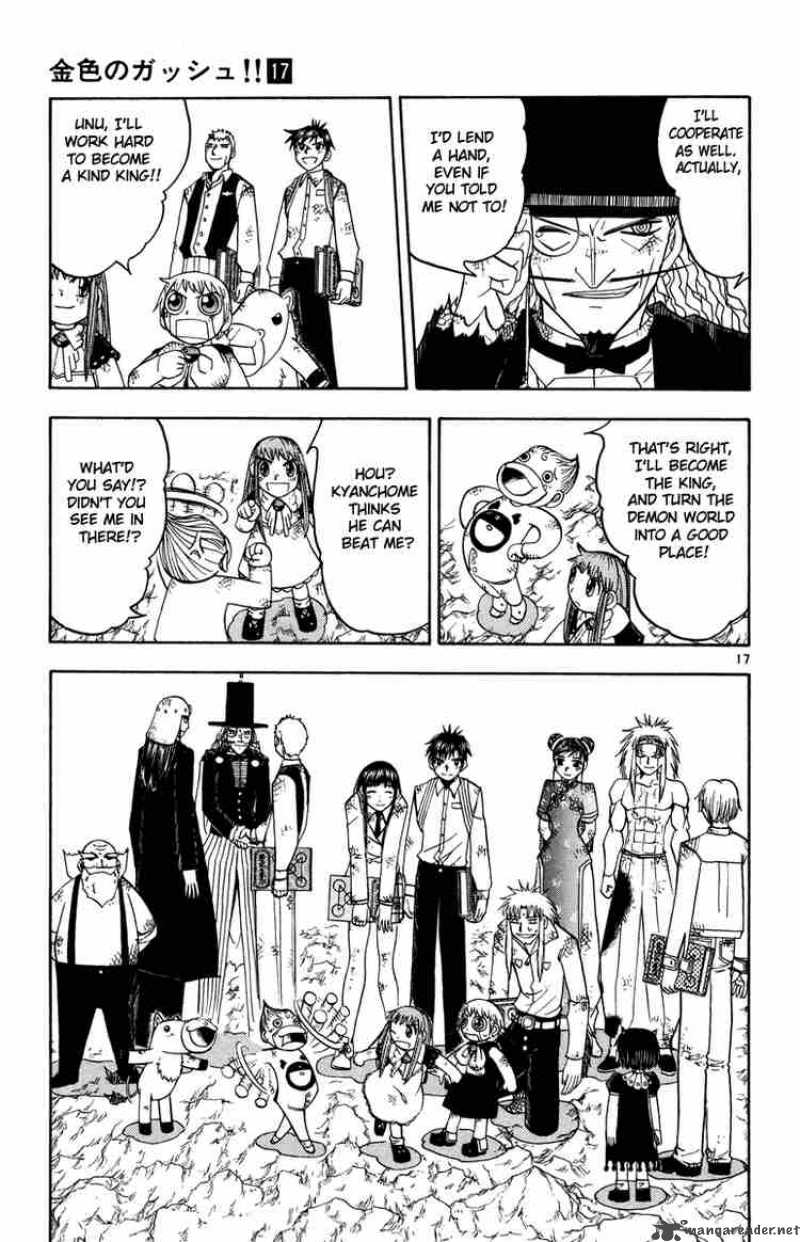 金色のガッシュ!! 17
I'LL
COOPERATE
AS WELL.
ACTUALLY,
I'D LEND
A HAND,
EVEN IF
YOU TOLD
ME NOT TO!
UNU, I'LL
WORK HARD
TO BECOME
A KIND KING!!
THAT'S RIGHT,
I'LL BECOME
THE KING,
AND TURN THE
DEMON WORLD
INTO A GOOD
PLACE!
HOU?
KYANCHOME
THINKS
HE CAN
BEAT ME?
WHAT'D
YOU SAY!?
DIDN'T YOU
SEE ME IN
THERE!?
17
mangareader.net